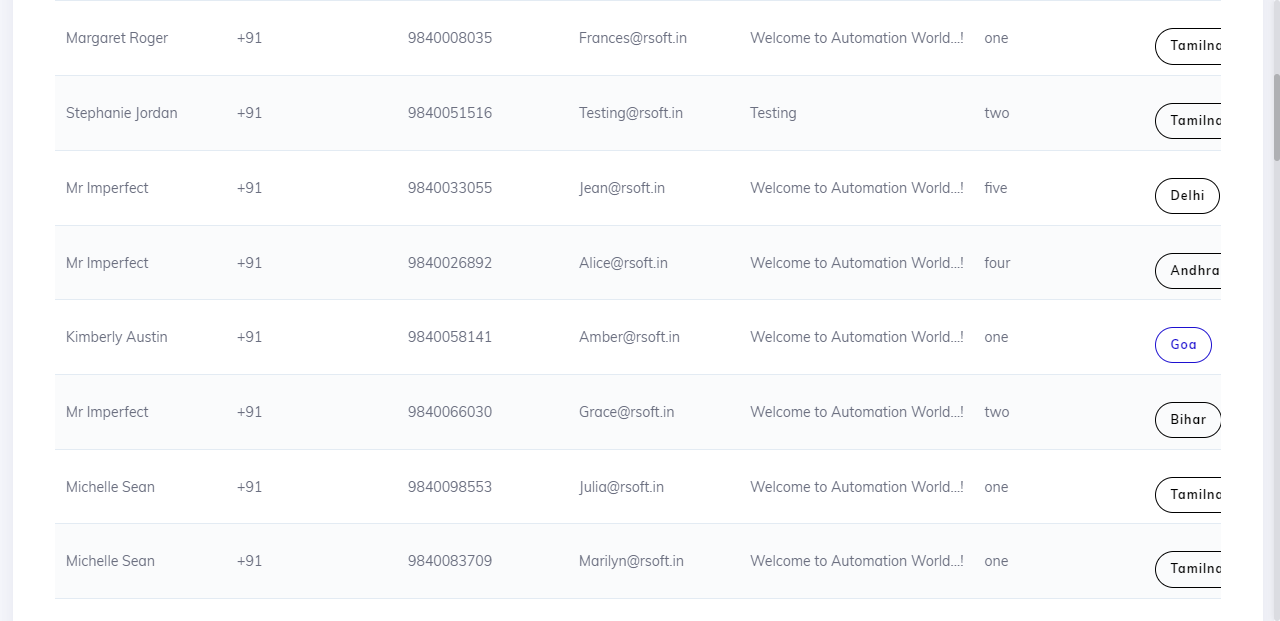 Margaret Roger +91 9840008035 Frances@rsoft.in Welcome to Automation World...! one Tamilna
Stephanie Jordan +91 9840051516 Testing@rsoft.in Testing two Tamilna
Mr Imperfect +91 9840033055 Jean@rsoft.in Welcome to Automation World...! five Delhi
Mr Imperfect +91 9840026892 Alice@rsoft.in Welcome to Automation World...! four Andhra
Kimberly Austin +91 9840058141 Amber@rsoft.in Welcome to Automation World...! one Goa
Mr Imperfect +91 9840066030 Grace@rsoft.in Welcome to Automation World...! two Bihar
Michelle Sean +91 9840098553 Julia@rsoft.in Welcome to Automation World...! one Tamilna
Michelle Sean +91 9840083709 Marilyn@rsoft.in Welcome to Automation World...! one Tamilna